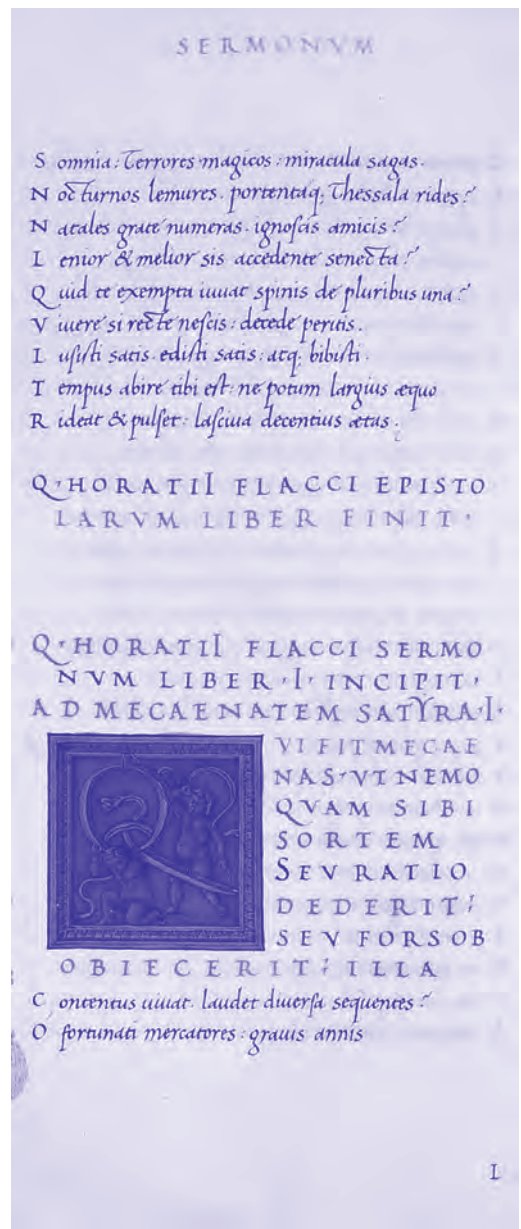 SERMONVM
S omnia: Terrores magicos: miracula sagas.
N octurnos lemures. portentaq; Thessala rides?
N atales grate numeras. ignoscis amicis?
L enior & melior sis accedente senecta?
Q uid te exempta iuuat spinis de pluribus una?
V iuere si recte nescis: decede peritis.
L usisti satis. edisti satis: atq; bibisti.
T empus abire tibi est: ne potum largius æquo
R ideat & pulset: lasciua decentius ætas.
Q·HORATII FLACCI EPISTO
LARVM LIBER FINIT·
Q·HORATII FLACCI SERMO
NVM LIBER·I·INCIPIT·
AD MECAENATEM SATYRA·I·
Q VI FIT MECAE
NAS·VT NEMO
QVAM SIBI
SORTEM
SEV RATIO
DEDERIT?
SEV FORS OB
OBIECERIT? ILLA
C ontentus uiuat. laudet diuersa sequentes?
O fortunati mercatores: grauis annis
I